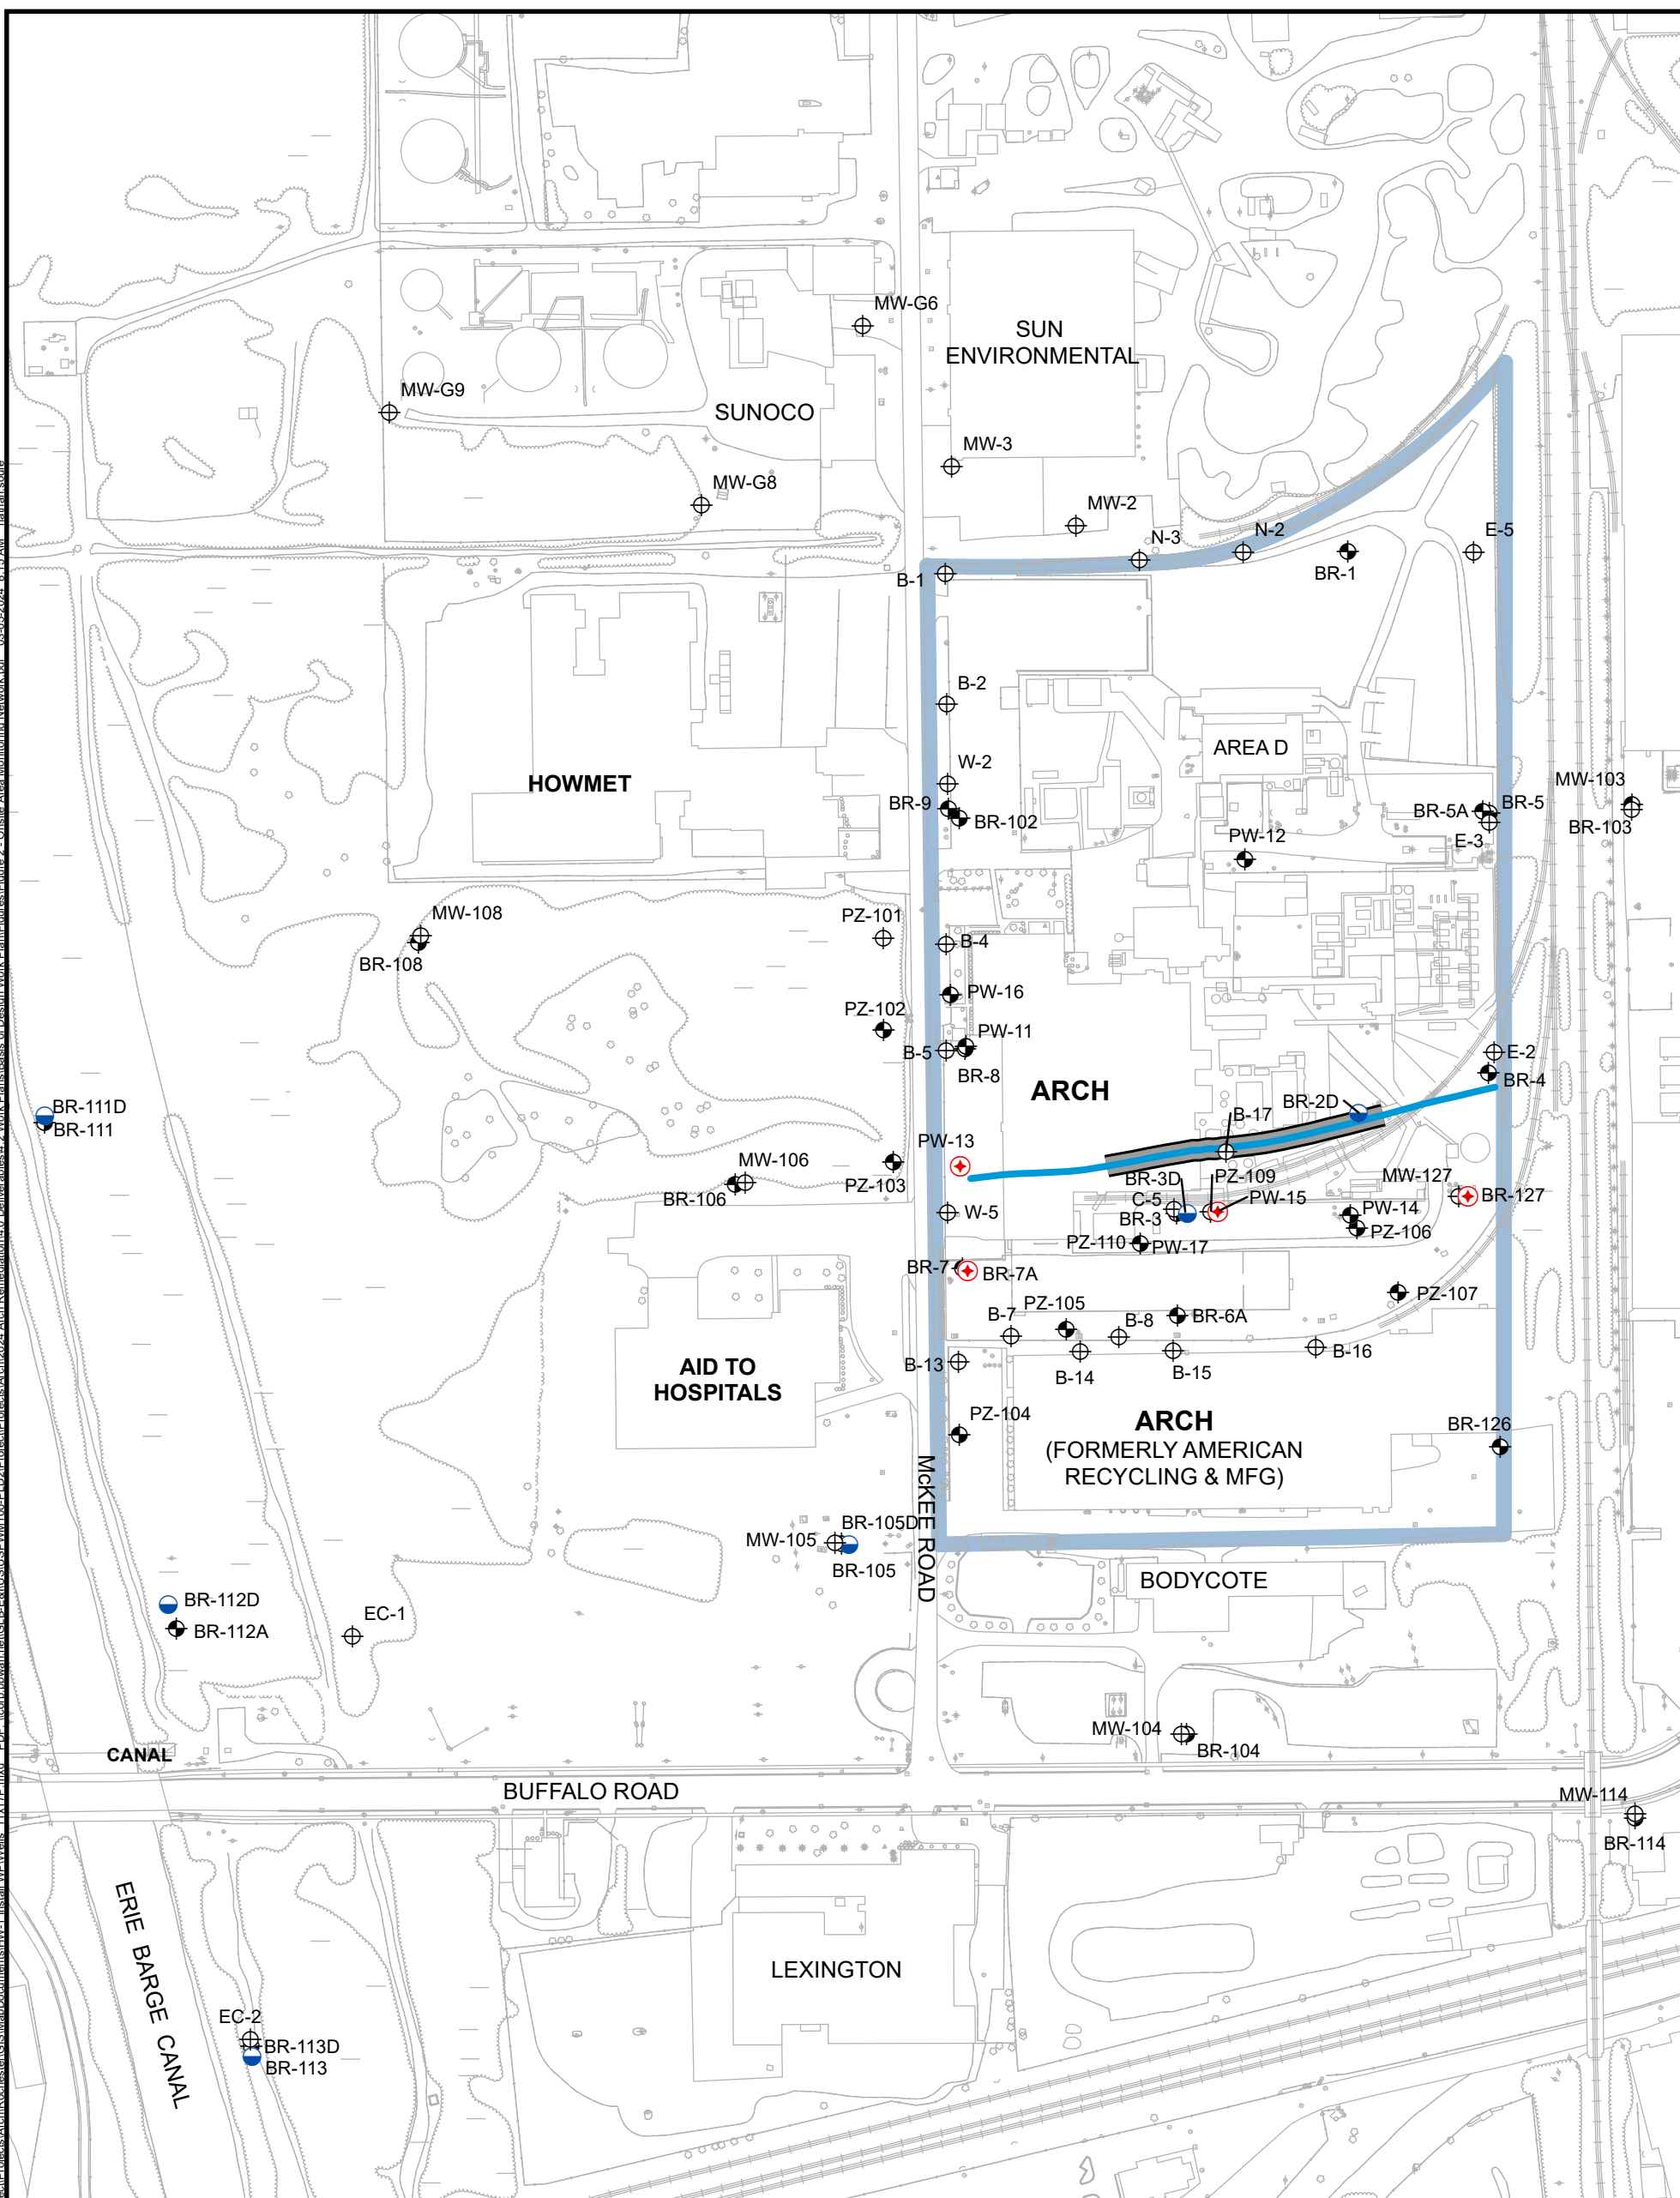 MW-G6
SUN
ENVIRONMENTAL
MW-G9
SUNOCO
MW-3
MW-G8
MW-2
N-3
N-2
E-5
BR-1
B-1
B-2
AREA D
W-2
HOWMET
MW-103
BR-9
BR-5A
BR-5
BR-102
BR-103
PW-12
E-3
MW-108
PZ-101
B-4
BR-108
PW-16
PZ-102
PW-11
B-5
E-2
BR-8
BR-4
ARCH
BR-2D
BR-111D
B-17
BR-111
PW-13
MW-106
PZ-103
BR-3D
PZ-109
MW-127
BR-106
C-5
PW-15
BR-127
W-5
BR-3
PW-14
PZ-106
PZ-110
PW-17
BR-7
BR-7A
PZ-107
PZ-105
B-7
B-8
BR-6A
B-13
B-14
B-15
B-16
AID TO
HOSPITALS
PZ-104
ARCH
(FORMERLY AMERICAN
RECYCLING & MFG)
BR-126
McKEE ROAD
BR-105D
MW-105
BR-105
BODYCOTE
BR-112D
EC-1
BR-112A
MW-104
BR-104
CANAL
BUFFALO ROAD
MW-114
BR-114
ERIE BARGE CANAL
LEXINGTON
EC-2
BR-113D
BR-113